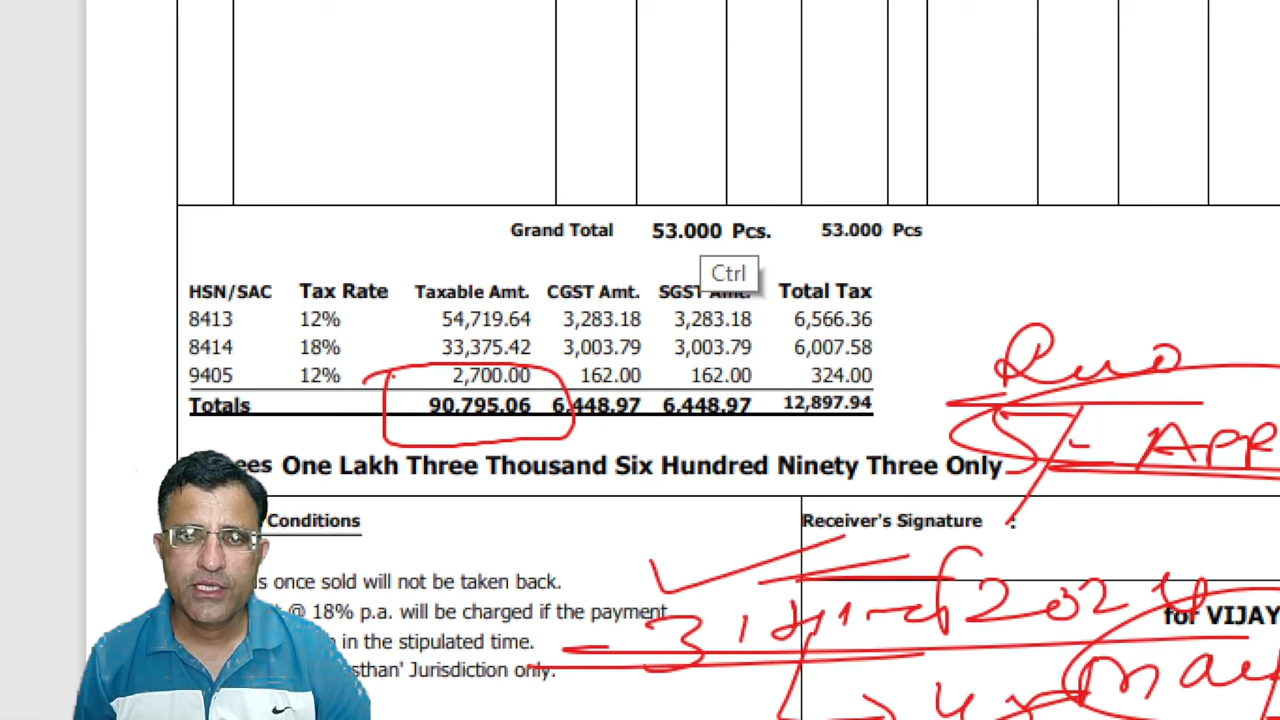 Grand Total 53.000 Pcs. 53.000 Pcs
Ctrl
HSN/SAC Tax Rate Taxable Amt. CGST Amt. SGST Amt. Total Tax
8413 12% 54,719.64 3,283.18 3,283.18 6,566.36
8414 18% 33,375.42 3,003.79 3,003.79 6,007.58
9405 12% 2,700.00 162.00 162.00 324.00
Totals 90,795.06 6,448.97 6,448.97 12,897.94
5/- APPR
ees One Lakh Three Thousand Six Hundred Ninety Three Only
Conditions
Receiver's Signature :
s once sold will not be taken back.
@ 18% p.a. will be charged if the payment
for VIJAY
in the stipulated time.
sthan' Jurisdiction only.